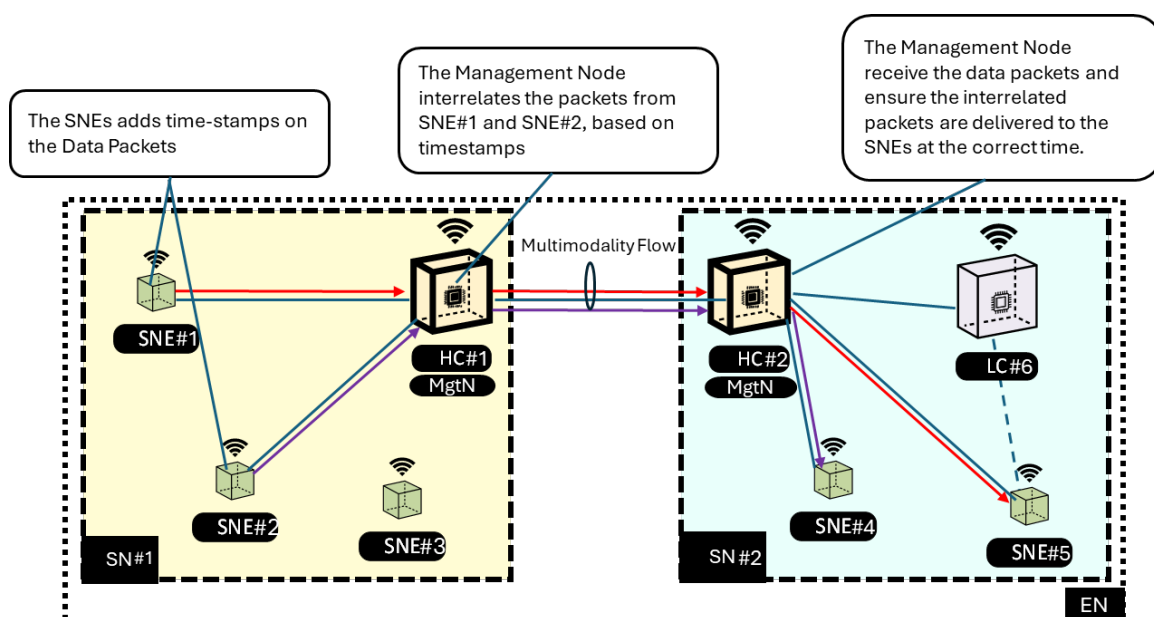 The SNEs adds time-stamps on
the Data Packets
The Management Node
interrelates the packets from
SNE#1 and SNE#2, based on
timestamps
The Management Node
receive the data packets and
ensure the interrelated
packets are delivered to the
SNEs at the correct time.
Multimodality Flow
SNE#1
HC#1
MgtN
HC#2
MgtN
LC#6
SNE#2
SNE#3
SNE#4
SNE#5
SN#1
SN#2
EN